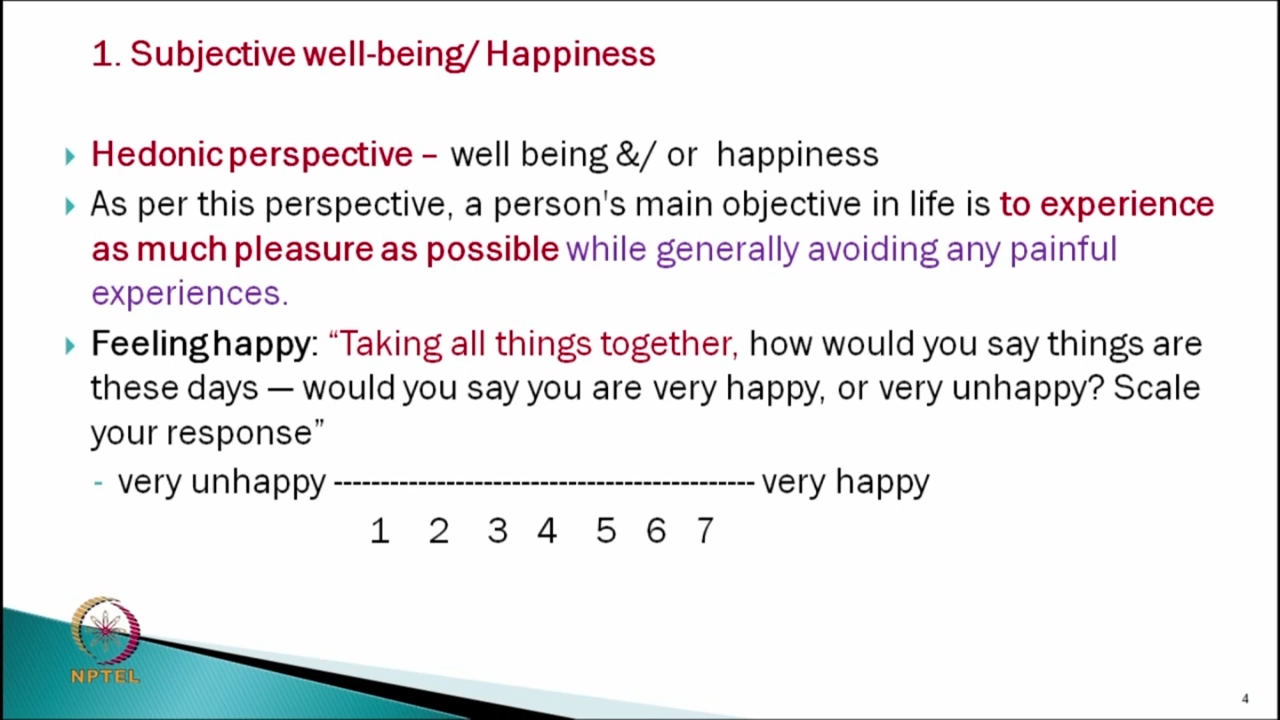 1. Subjective well-being/ Happiness
Hedonic perspective – well being &/ or happiness
As per this perspective, a person's main objective in life is to experience
as much pleasure as possible while generally avoiding any painful
experiences.
Feeling happy: “Taking all things together, how would you say things are
these days — would you say you are very happy, or very unhappy? Scale
your response”
- very unhappy --------------------------------------------- very happy
1 2 3 4 5 6 7
NPTEL
4